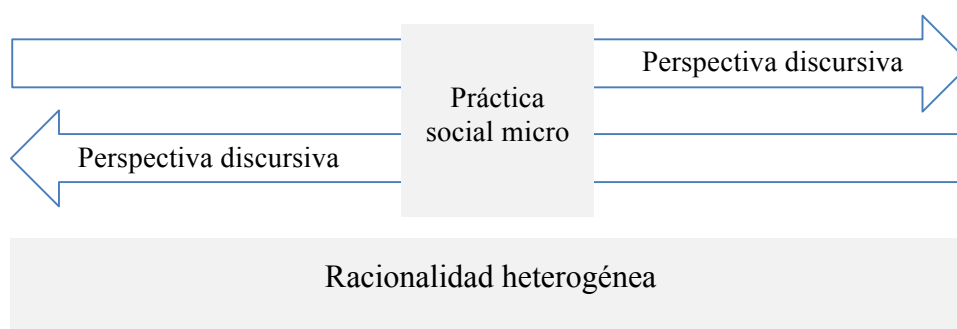 Perspectiva discursiva
Práctica
social micro
Perspectiva discursiva
Racionalidad heterogénea